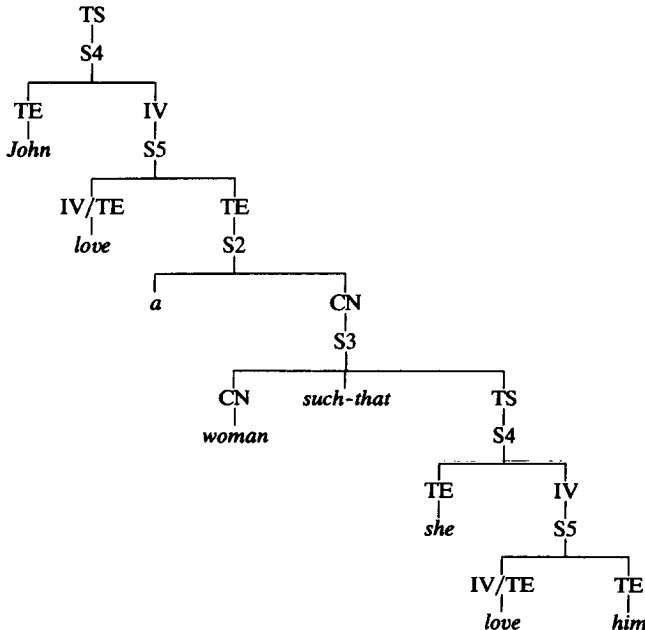 TS
S4
TE IV
John S5
IV/TE TE
love S2
a CN
S3
CN such-that TS
woman S4
TE IV
she S5
IV/TE TE
love him